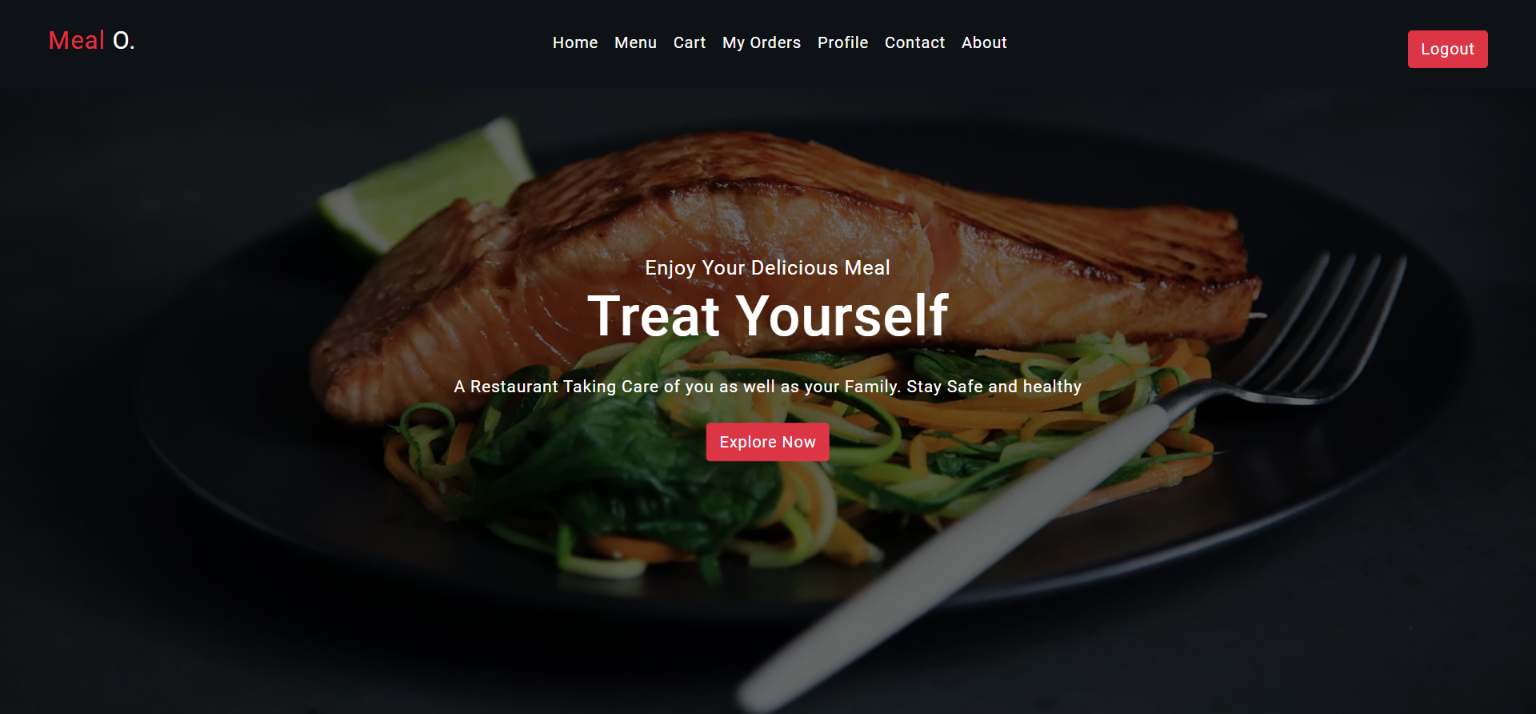 Meal O.
Home Menu Cart My Orders Profile Contact About
Logout
Enjoy Your Delicious Meal
Treat Yourself
A Restaurant Taking Care of you as well as your Family. Stay Safe and healthy
Explore Now